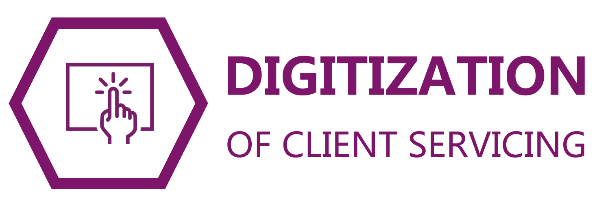 DIGITIZATION
OF CLIENT SERVICING